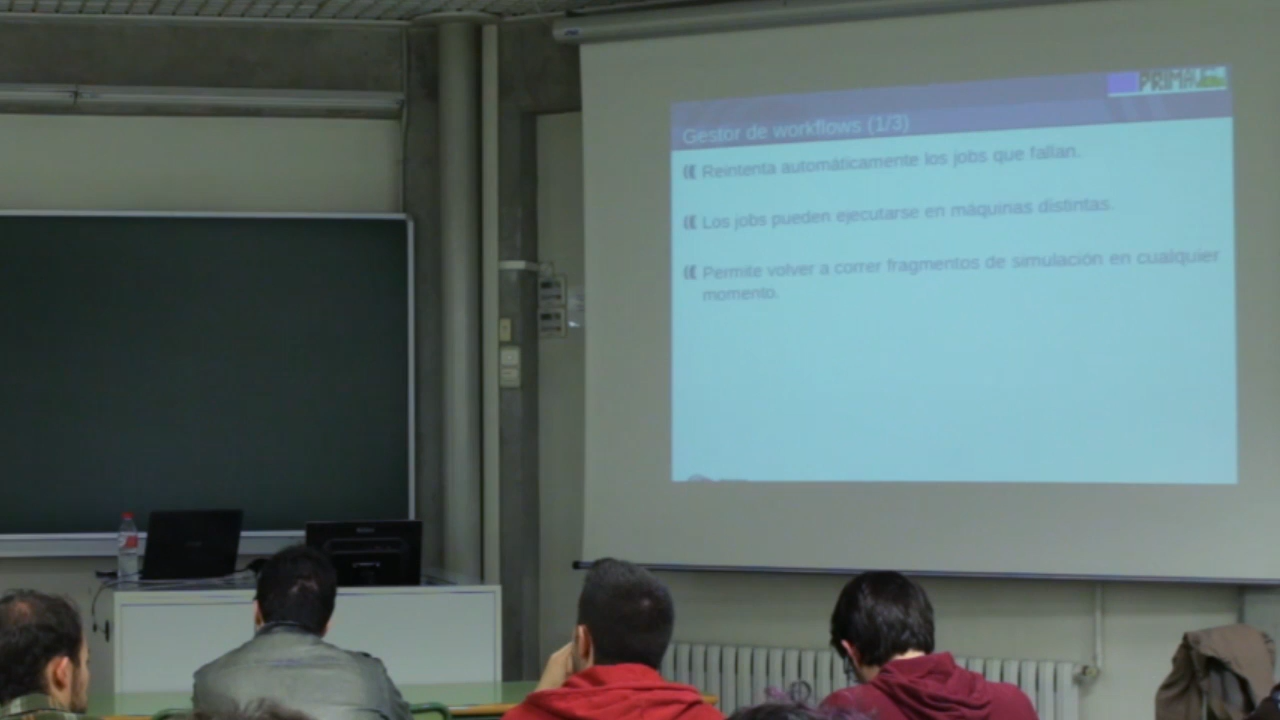 Gestor de workflows (1/3)
Reintenta automáticamente los jobs que fallan.
Los jobs pueden ejecutarse en máquinas distintas.
Permite volver a correr fragmentos de simulación en cualquier
momento.